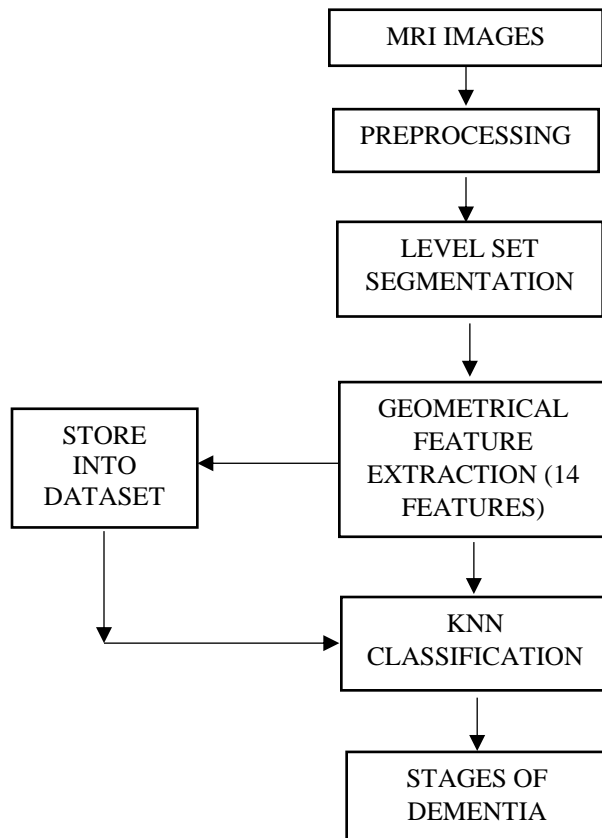 MRI IMAGES
PREPROCESSING
LEVEL SET
SEGMENTATION
GEOMETRICAL
FEATURE
EXTRACTION (14
FEATURES)
STORE
INTO
DATASET
KNN
CLASSIFICATION
STAGES OF
DEMENTIA